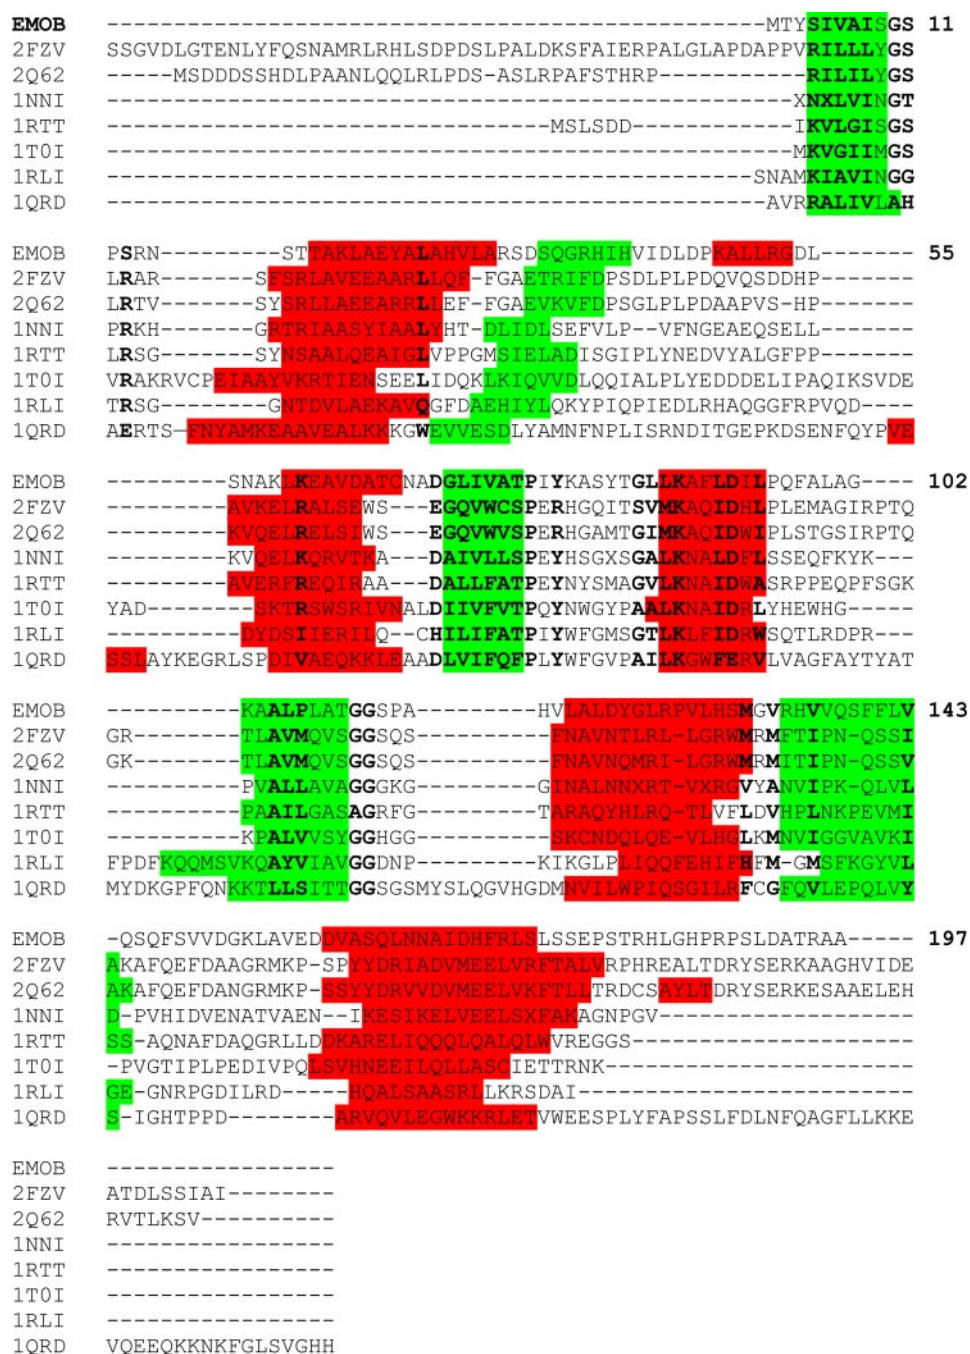 EMOB -------------------------------------------------MTYSIVAISGS 11
2FZV SSGVDLGTENLYFQSNAMRLRHLSDPDSLPALDKSFAIERPALGLAPDAPPVRILLLYGS
2Q62 -----MSDDDSSHDLPAANLQQLRLPDS-ASLRPAFSTHRP-----------RILILYGS
1NNI ---------------------------------------------------XNXLVINGT
1RTT ---------------------------------MSLSDD------------IKVLGISGS
1T0I ---------------------------------------------------MKVGIIMGS
1RLI ------------------------------------------------SNAMKIAVINGG
1QRD -------------------------------------------------AVRRALIVLAH
EMOB PSRN---------STTAKLAEYALAHVLARSDSQGRHIHVIDLDPKALLRGDL------- 55
2FZV LRAR-------SFSRLAVEEAARLLQF-FGAETRIFDPSDLPLPDQVQSDDHP-------
2Q62 LRTV-------SYSRLLAEEARRLLEF-FGAEVKVFDPSGLPLPDAAPVS-HP-------
1NNI PRKH-------GRTRIAASYIAALYHT-DLIDLSEFVLP--VFNGEAEQSELL-------
1RTT LRSG-------SYNSAALQEAIGLVPPGMSIELADISGIPLYNEDVYALGFPP-------
1T0I VRAKRVCPEIAAYVKRTIENSEELIDQKLKIQVVDLQQIALPLYEDDDELIPAQIKSVDE
1RLI TRSG--------GNTDVLAEKAVQGFDAEHIYLQKYPIQPIEDLRHAQGGFRPVQD----
1QRD AERTS-FNYAMKEAAVEALKKKGWEVVESDLYAMNFNPLISRNDITGEPKDSENFQYPVE
EMOB ---------SNAKLKEAVDATCNADGLIVATPIYKASYTGLLKAFLDILPQFALAG---- 102
2FZV ---------AVKELRALSEWS---EGQVWCSPERHGQITSVMKAQIDHLPLEMAGIRPTQ
2Q62 ---------KVQELRELSIWS---EGQVWVSPERHGAMTGIMKAQIDWIPLSTGSIRPTQ
1NNI ---------KVQELKQRVTKA---DAIVLLSPEYHSGXSGALKNALDFLSSEQFKYK---
1RTT ---------AVERFREQIRAA---DALLFATPEYNYSMAGVLKNAIDWASRPPEQPFSGK
1T0I YAD--------SKTRSWSRIVNALDIIVFVTPQYNWGYPAALKNAIDRLYHEWHG-----
1RLI ----------DYDSIIERILQ--CHILIFATPIYWFGMSGTLKLFIDRWSQTLRDPR---
1QRD SSLAYKEGRLSPDIVAEQKKLEAADLVIFQFPLYWFGVPAILKGWFERVLVAGFAYTYAT
EMOB ----------KAALPLATGGSPA---------HVLALDYGLRPVLHSMGVRHVVQSFFLV 143
2FZV GR--------TLAVMQVSGGSQS----------FNAVNTLRL-LGRWMRMFTIPN-QSSI
2Q62 GK--------TLAVMQVSGGSQS----------FNAVNQMRI-LGRWMRMITIPN-QSSV
1NNI -----------PVALLAVAGGKG---------GINALNNXRT-VXRGVYANVIPK-QLVL
1RTT ----------PAAILGASAGRFG---------TARAQYHLRQ-TLVFLDVHPLNKPEVMI
1T0I ----------KPALVVSYGGHGG----------SKCNDQLQE-VLHGLKMNVIGGVAVKI
1RLI FPDFKQQMSVKQAYVIAVGGDNP---------KIKGLPLIQQFEHIFHFM-GMSFKGYVL
1QRD MYDKGPFQNKKTLLSITTGGSGSMYSLQGVHGDMNVILWPIQSGILRFCGFQVLEPQLVY
EMOB -QSQFSVVDGKLAVEDDVASQLNNAIDHFRLSLSSEPSTRHLGHPRPSLDATRAA----- 197
2FZV AKAFQEFDAAGRMKP-SPYYDRIADVMEELVRFTALVRPHREALTDRYSERKAAGHVIDE
2Q62 AKAFQEFDANGRMKP-SSYYDRVVDVMEELVKFTLLTRDCSAYLTDRYSERKESAAELEH
1NNI D-PVHIDVENATVAEN--IKESIKELVEELSXFAKAGNPGV-------------------
1RTT SS-AQNAFDAQGRLLDDKARELIQQQLQALQLWVREGGS---------------------
1T0I -PVGTIPLPEDIVPQLSVHNEEILQLLASCIETTRNK-----------------------
1RLI GE-GNRPGDILRD-----HQALSAASRLLKRSDAI-------------------------
1QRD S-IGHTPPD--------ARVQVLEGWKKRLETVWEESPLYFAPSSLFDLNFQAGFLLKKE
EMOB -----------------
2FZV ATDLSSIAI--------
2Q62 RVTLKSV----------
1NNI -----------------
1RTT -----------------
1T0I -----------------
1RLI -----------------
1QRD VQEEQKKNKFGLSVGHH